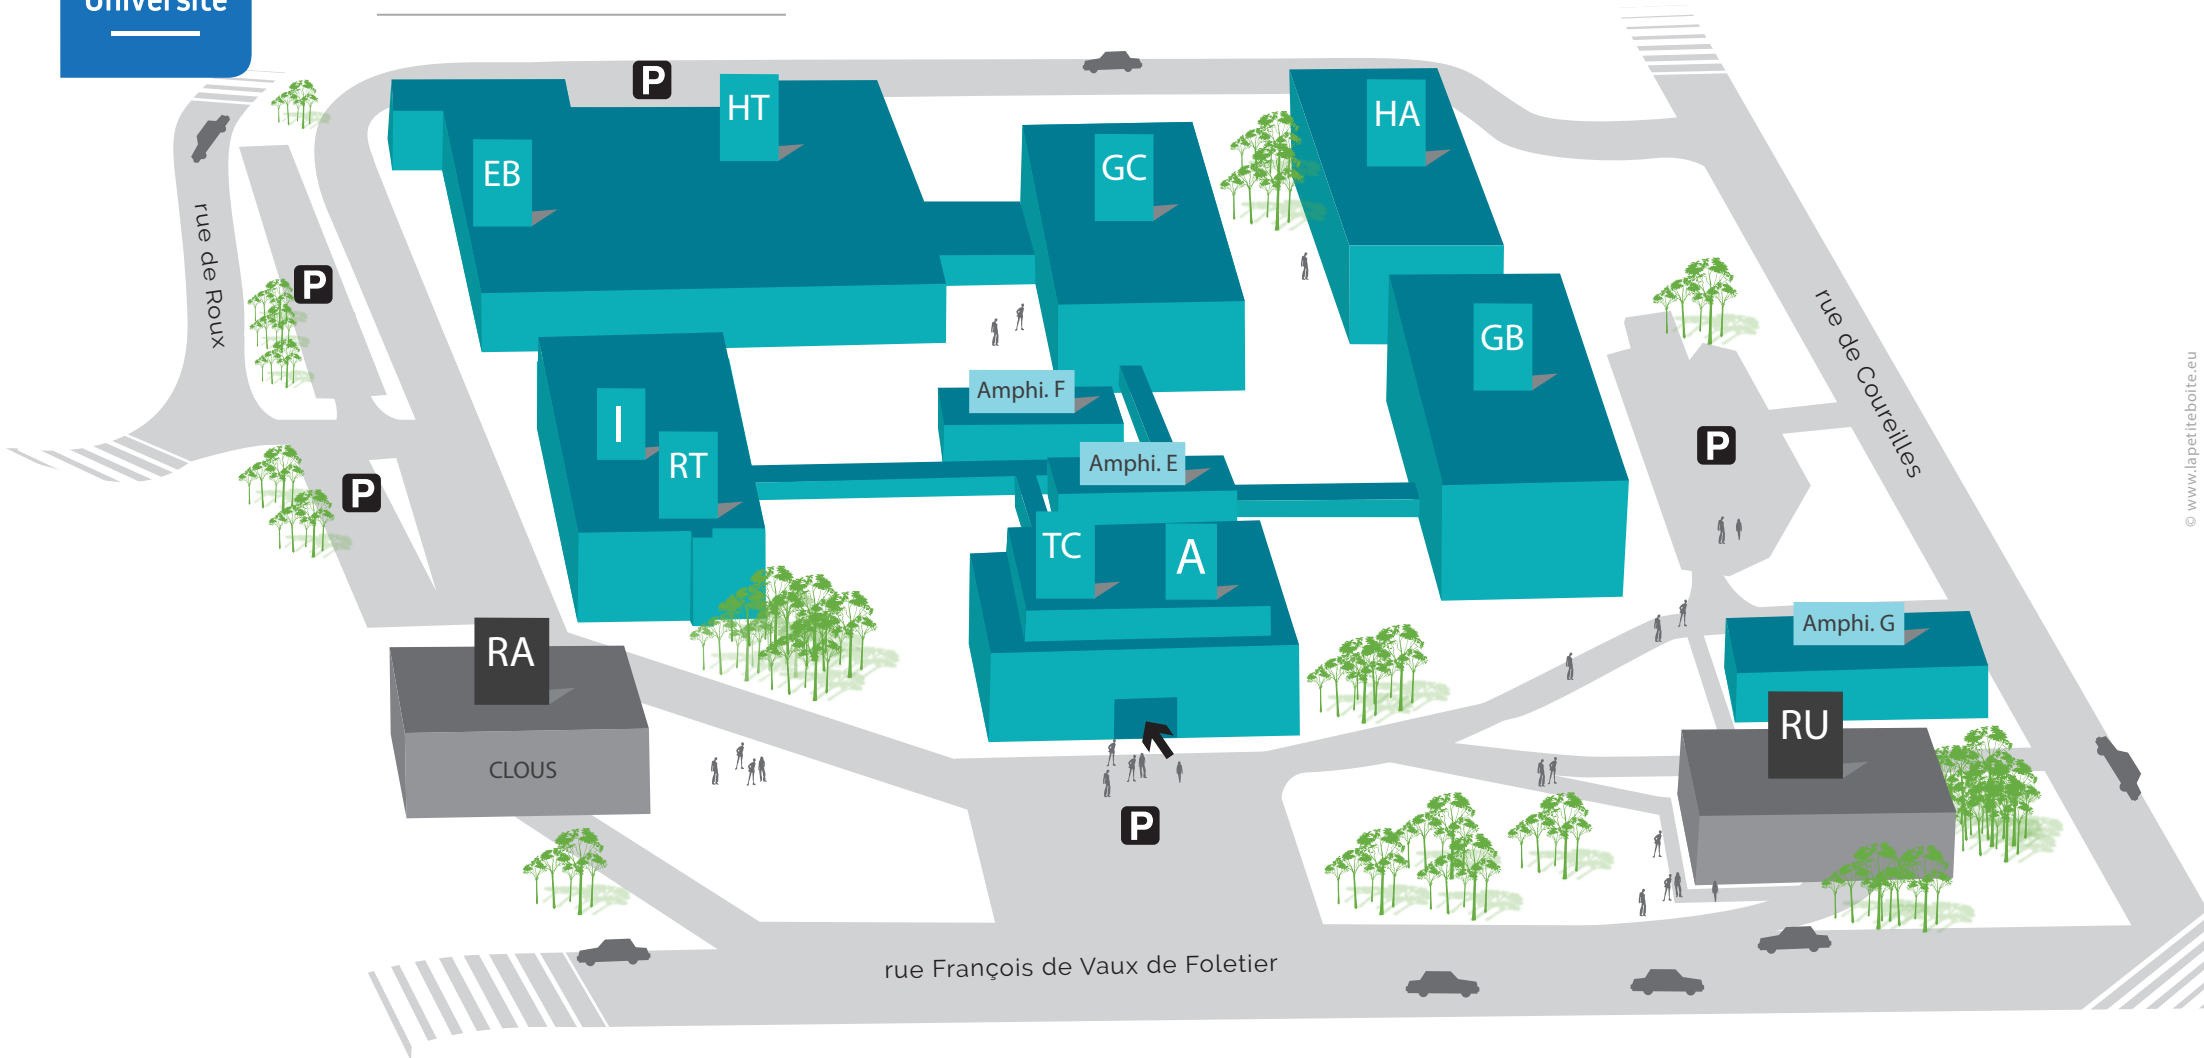 Université
P
HT
HA
EB
GC
rue de Roux
P
rue de Coureilles
GB
Amphi. F
I
RT
Amphi. E
P
P
TC
A
RA
Amphi. G
CLOUS
RU
P
rue François de Vaux de Foletier
© www.lapetiteboite.eu